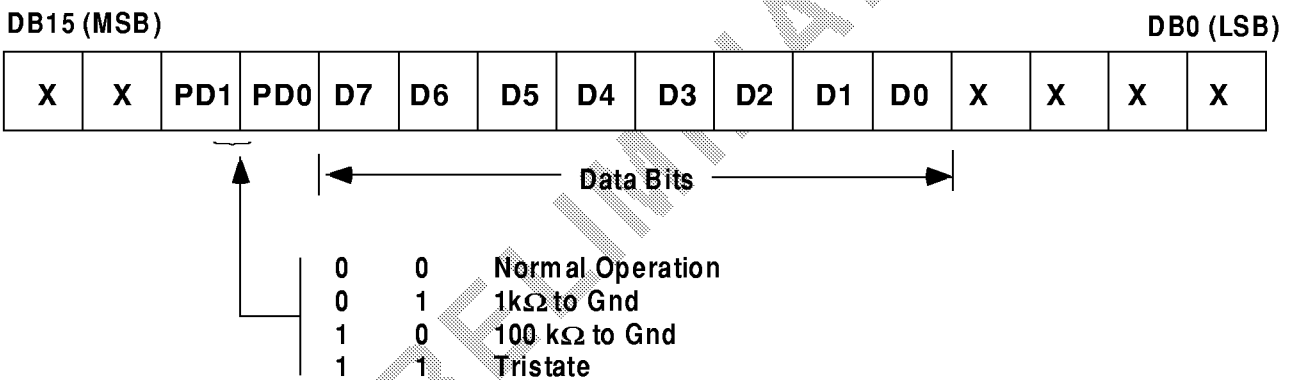 DB15 (MSB) DB0 (LSB)
X X PD1 PD0 D7 D6 D5 D4 D3 D2 D1 D0 X X X X
Data Bits
0 0 Normal Operation
0 1 1kΩ to Gnd
1 0 100 kΩ to Gnd
1 1 Tristate